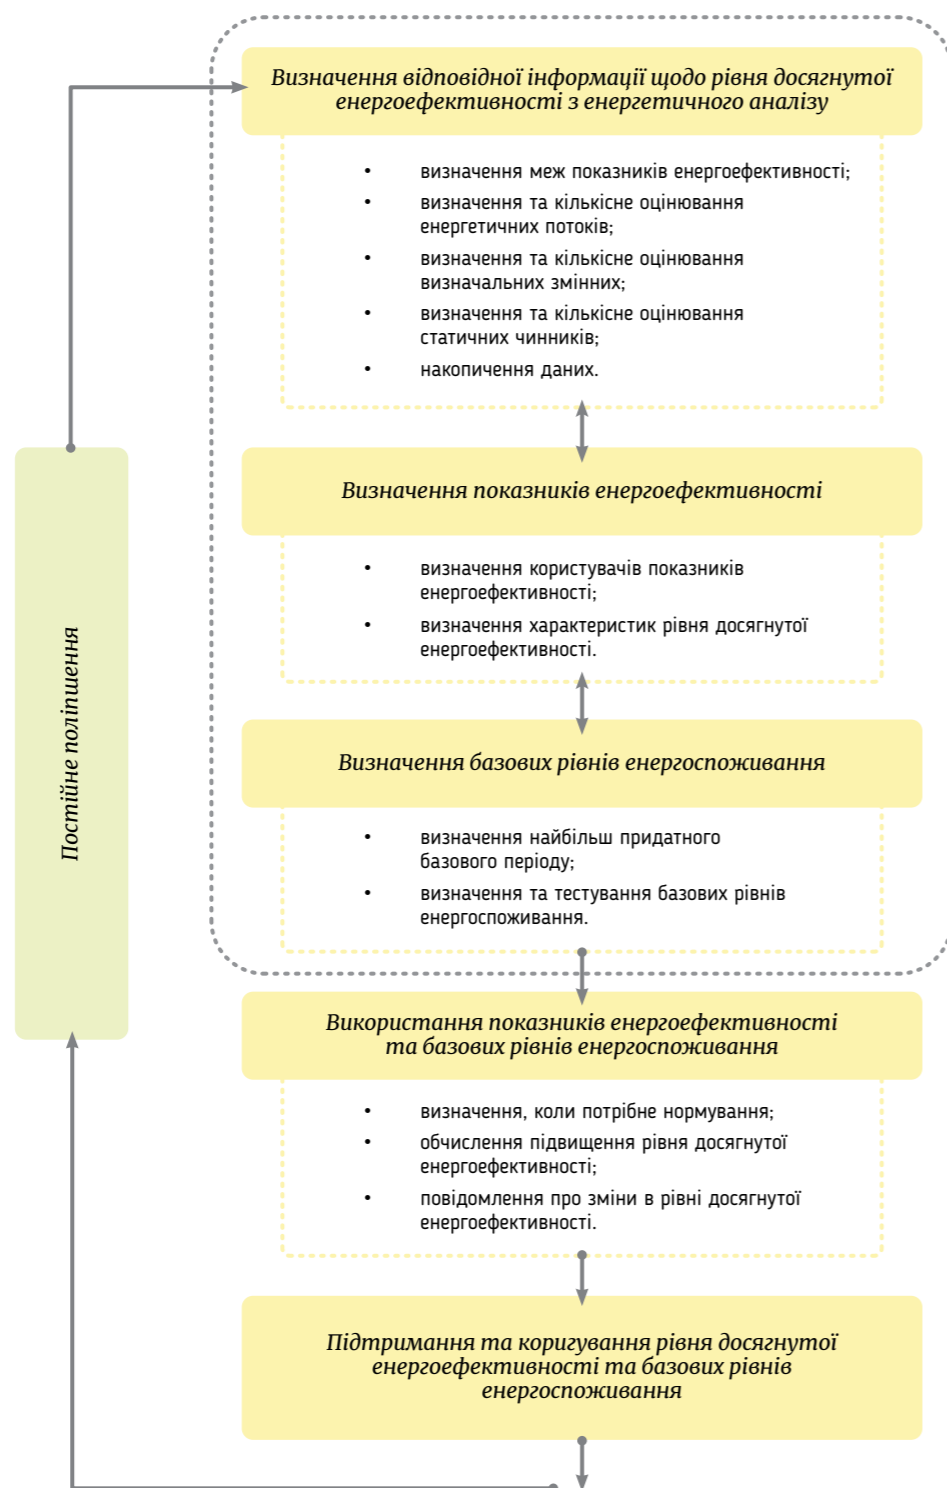 Визначення відповідної інформації щодо рівня досягнутої
енергоефективності з енергетичного аналізу
• визначення меж показників енергоефективності;
• визначення та кількісне оцінювання
енергетичних потоків;
• визначення та кількісне оцінювання
визначальних змінних;
• визначення та кількісне оцінювання
статичних чинників;
• накопичення даних.
Визначення показників енергоефективності
• визначення користувачів показників
енергоефективності;
• визначення характеристик рівня досягнутої
енергоефективності.
Визначення базових рівнів енергоспоживання
• визначення найбільш придатного
базового періоду;
• визначення та тестування базових рівнів
енергоспоживання.
Використання показників енергоефективності
та базових рівнів енергоспоживання
• визначення, коли потрібне нормування;
• обчислення підвищення рівня досягнутої
енергоефективності;
• повідомлення про зміни в рівні досягнутої
енергоефективності.
Підтримання та коригування рівня досягнутої
енергоефективності та базових рівнів
енергоспоживання
Постійне поліпшення